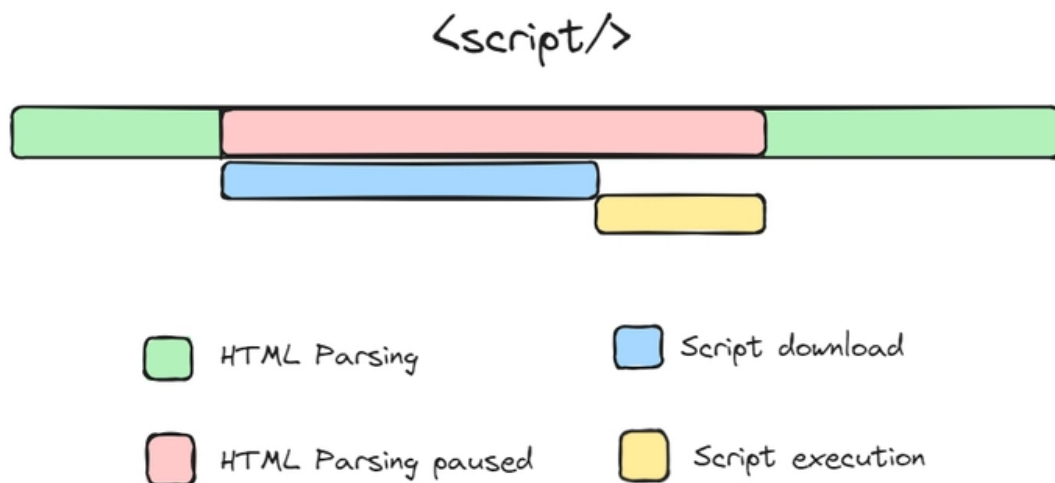 <script/>
HTML Parsing
Script download
HTML Parsing paused
Script execution